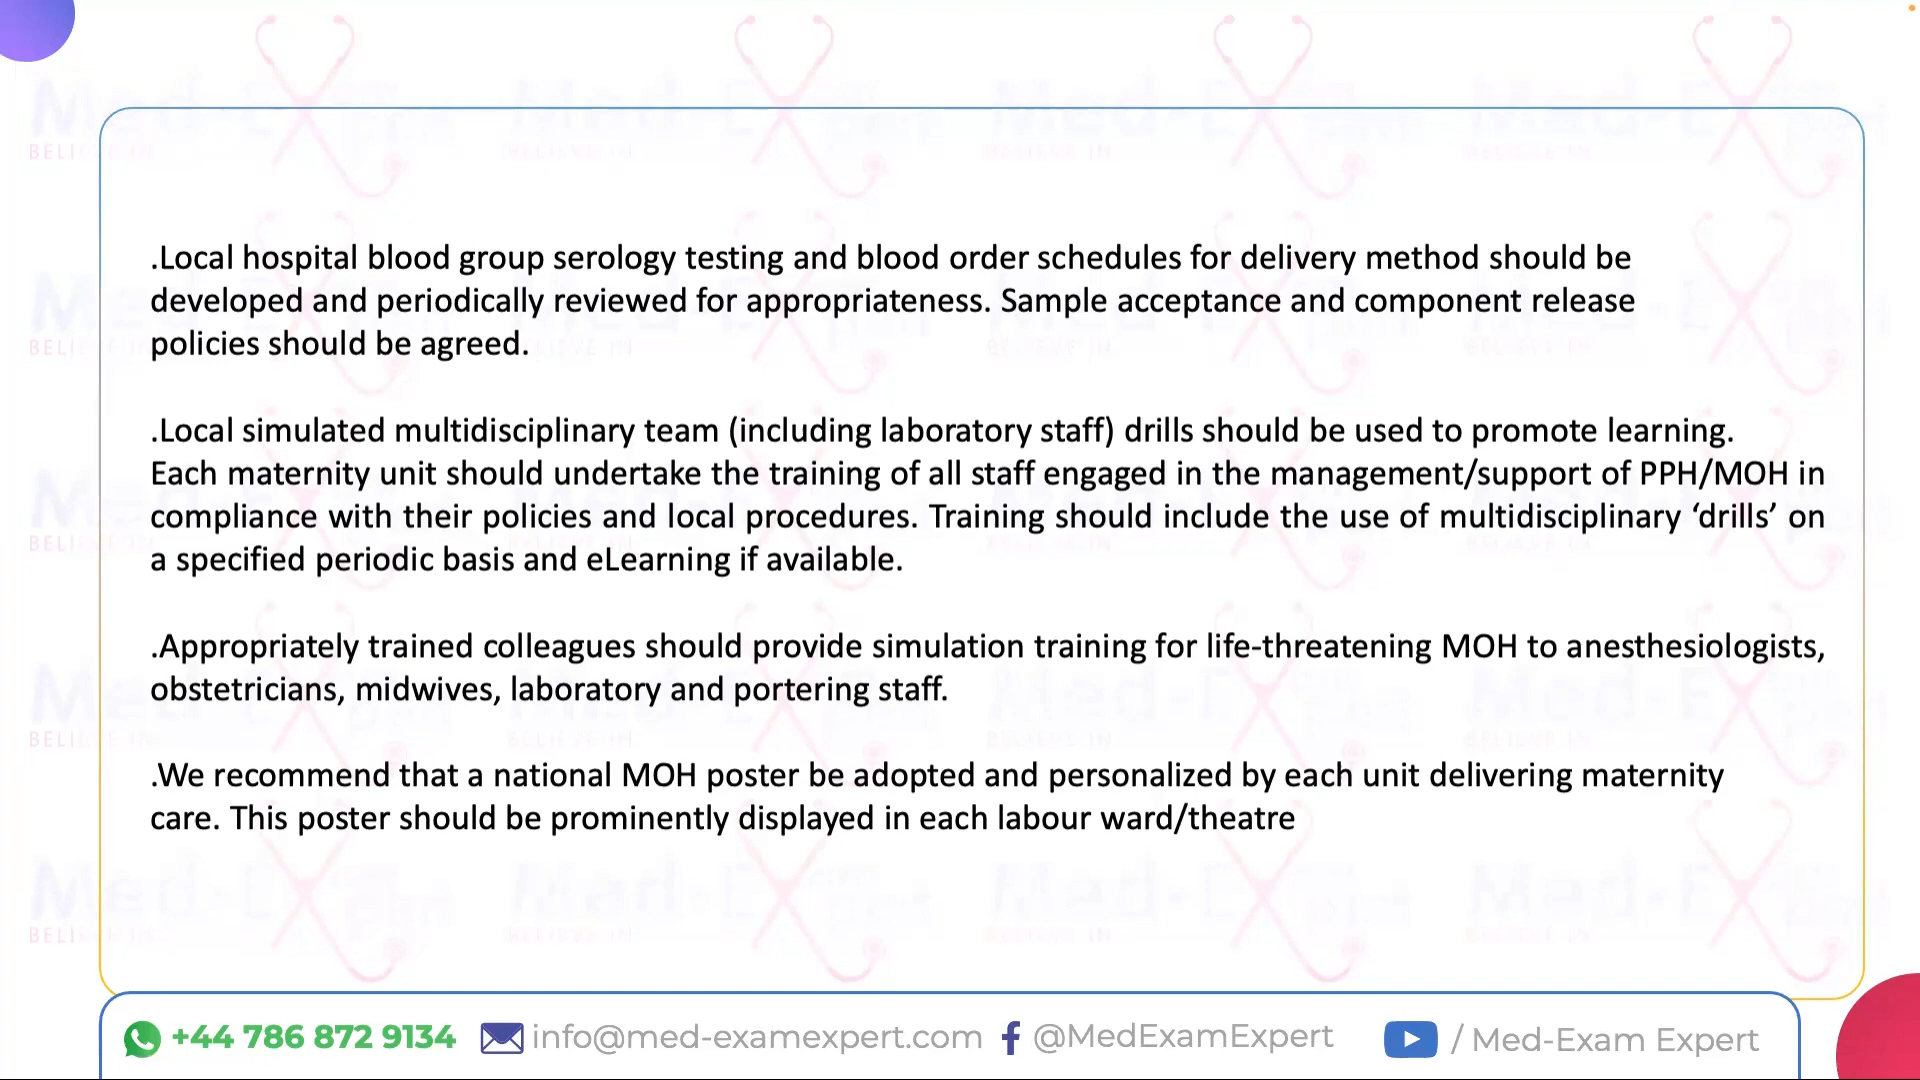 .Local hospital blood group serology testing and blood order schedules for delivery method should be
developed and periodically reviewed for appropriateness. Sample acceptance and component release
policies should be agreed.
.Local simulated multidisciplinary team (including laboratory staff) drills should be used to promote learning.
Each maternity unit should undertake the training of all staff engaged in the management/support of PPH/MOH in
compliance with their policies and local procedures. Training should include the use of multidisciplinary ‘drills’ on
a specified periodic basis and eLearning if available.
.Appropriately trained colleagues should provide simulation training for life-threatening MOH to anesthesiologists,
obstetricians, midwives, laboratory and portering staff.
.We recommend that a national MOH poster be adopted and personalized by each unit delivering maternity
care. This poster should be prominently displayed in each labour ward/theatre
+44 786 872 9134 info@med-examexpert.com @MedExamExpert / Med-Exam Expert